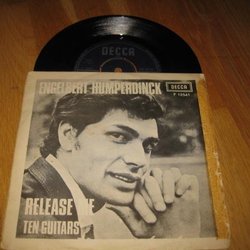 DECCA
ENGELBERT HUMPERDINCK
DECCA
RELEASE ME
TEN GUITARS